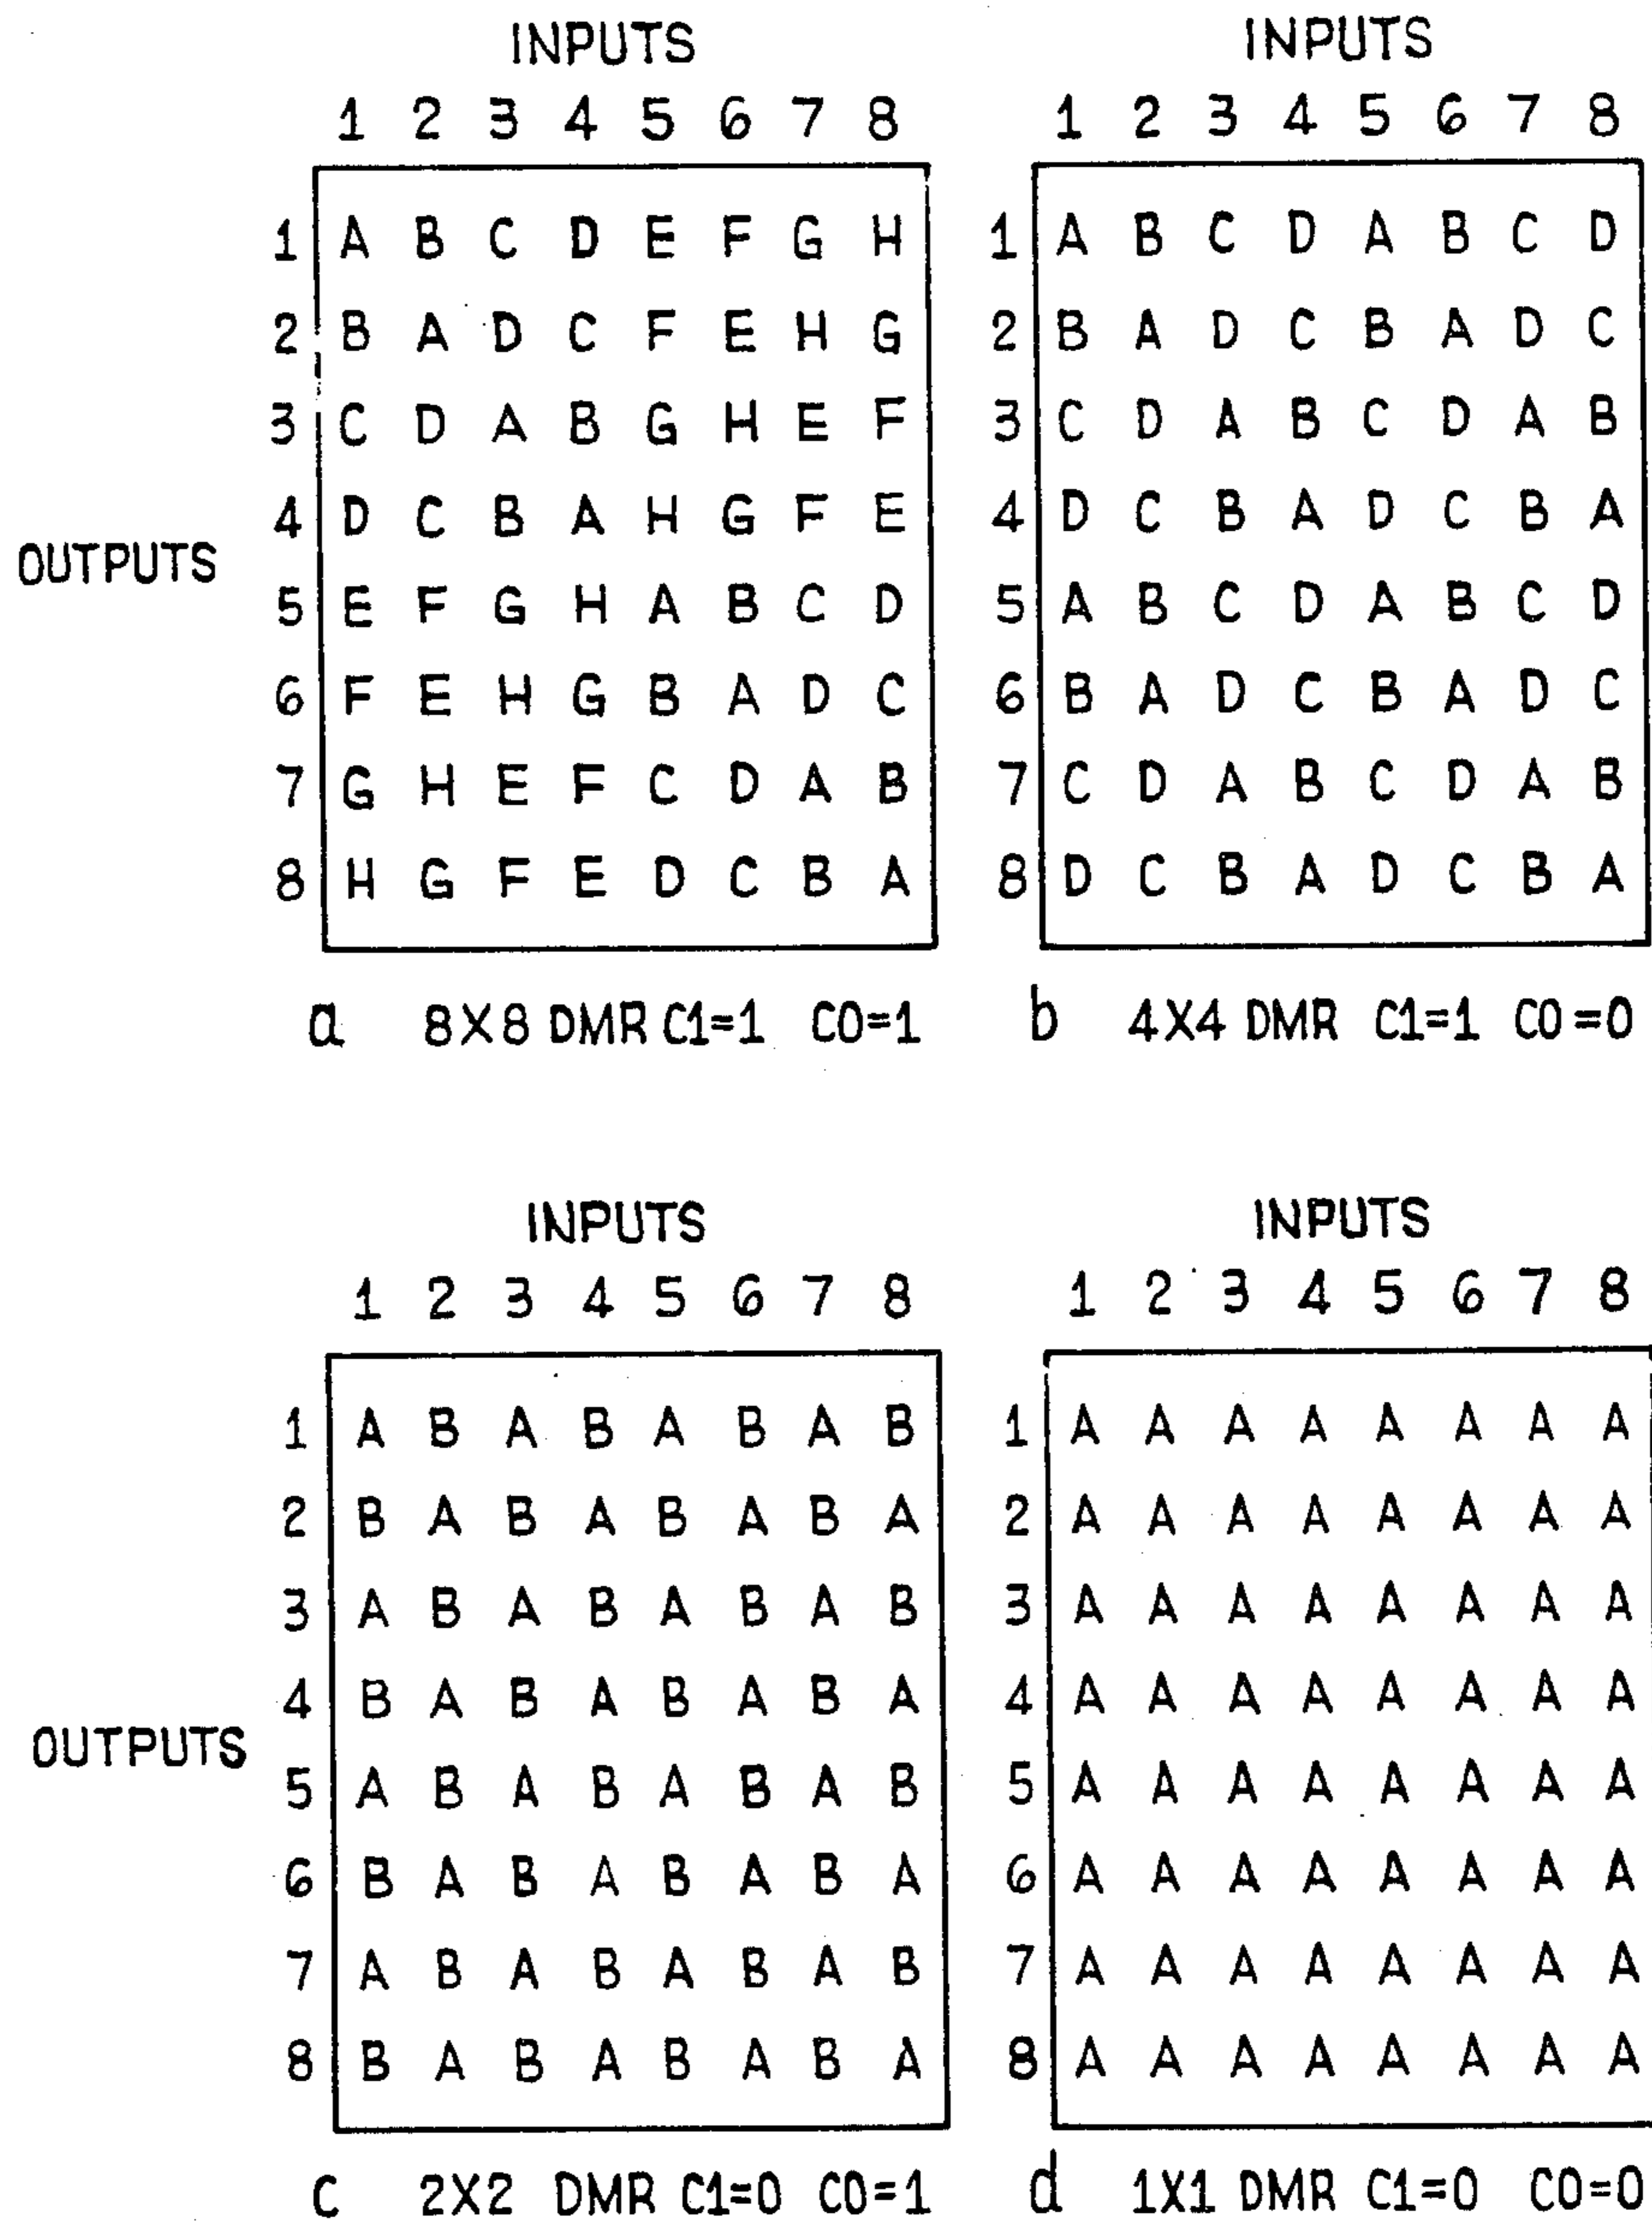 INPUTS INPUTS
1 2 3 4 5 6 7 8 1 2 3 4 5 6 7 8
1 A B C D E F G H 1 A B C D A B C D
2 B A D C F E H G 2 B A D C B A D C
3 C D A B G H E F 3 C D A B C D A B
4 D C B A H G F E 4 D C B A D C B A
OUTPUTS
5 E F G H A B C D 5 A B C D A B C D
6 F E H G B A D C 6 B A D C B A D C
7 G H E F C D A B 7 C D A B C D A B
8 H G F E D C B A 8 D C B A D C B A
a 8X8 DMR C1=1 C0=1 b 4X4 DMR C1=1 C0=0
INPUTS INPUTS
1 2 3 4 5 6 7 8 1 2 3 4 5 6 7 8
1 A B A B A B A B 1 A A A A A A A A
2 B A B A B A B A 2 A A A A A A A A
3 A B A B A B A B 3 A A A A A A A A
4 B A B A B A B A 4 A A A A A A A A
OUTPUTS
5 A B A B A B A B 5 A A A A A A A A
6 B A B A B A B A 6 A A A A A A A A
7 A B A B A B A B 7 A A A A A A A A
8 B A B A B A B A 8 A A A A A A A A
c 2X2 DMR C1=0 C0=1 d 1X1 DMR C1=0 C0=0